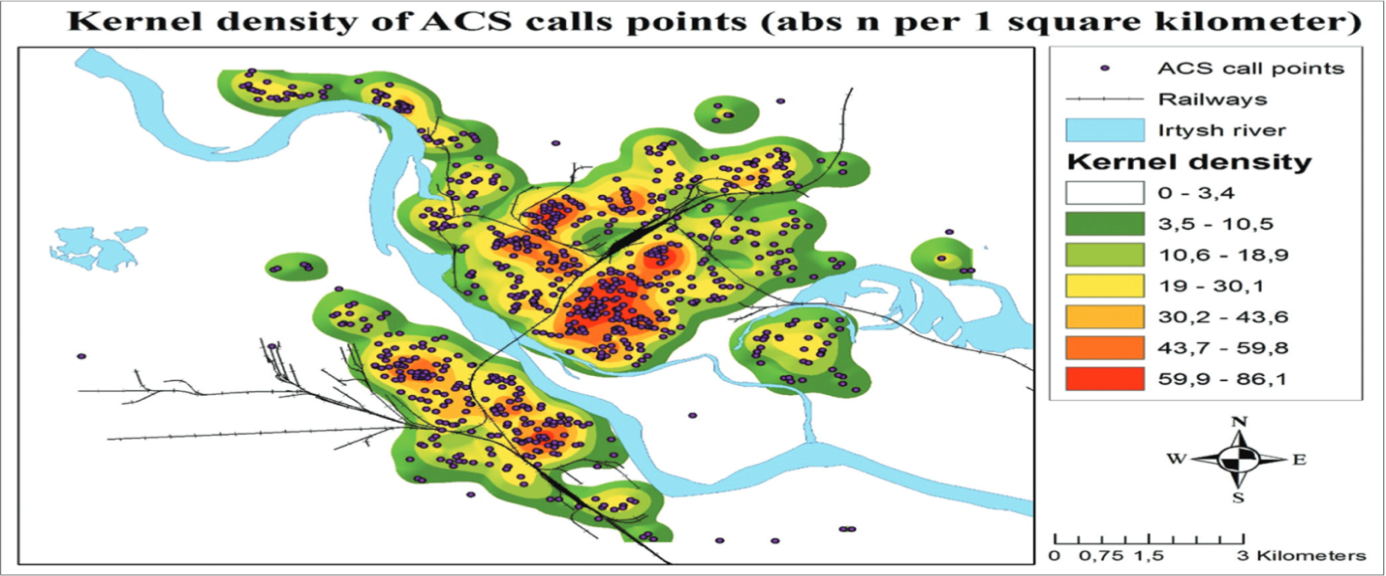 Kernel density of ACS calls points (abs n per 1 square kilometer)
ACS call points
Railways
Irtysh river
Kernel density
0 - 3,4
3,5 - 10,5
10,6 - 18,9
19 - 30,1
30,2 - 43,6
43,7 - 59,8
59,9 - 86,1
N
W E
S
0 0,75 1,5 3 Kilometers